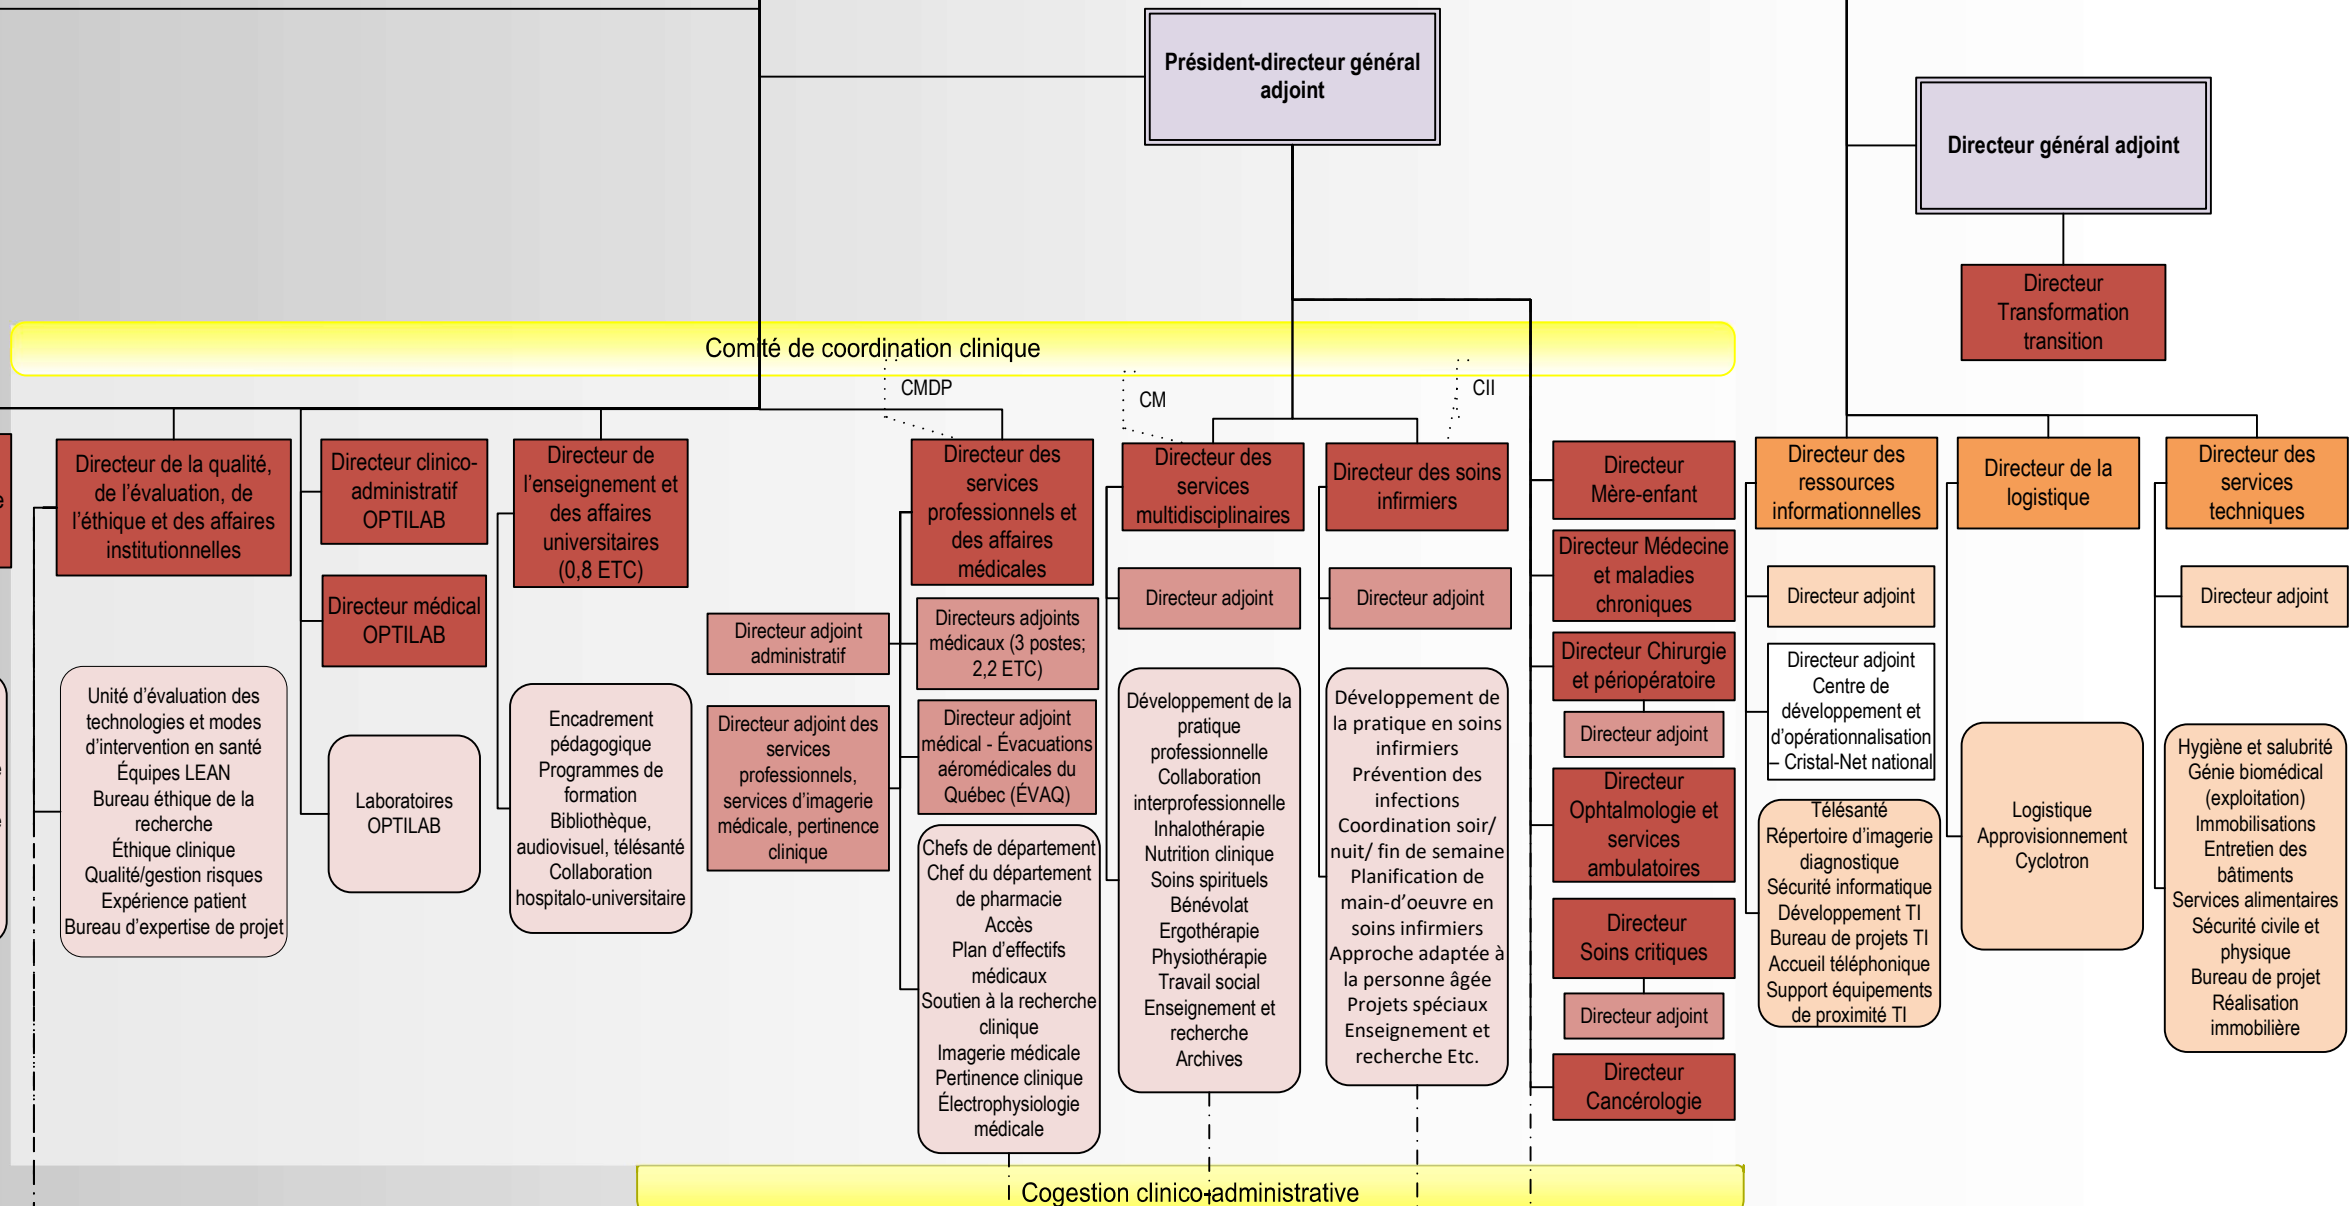 Président-directeur général
adjoint
Directeur général adjoint
Directeur
Transformation
transition
Comité de coordination clinique
CMDP
CM
CII
Directeur de la qualité,
de l’évaluation, de
l’éthique et des affaires
institutionnelles
Unité d’évaluation des
technologies et modes
d’intervention en santé
Équipes LEAN
Bureau éthique de la
recherche
Éthique clinique
Qualité/gestion risques
Expérience patient
Bureau d’expertise de projet
Directeur clinico-
administratif
OPTILAB
Directeur médical
OPTILAB
Laboratoires
OPTILAB
Directeur de
l’enseignement et
des affaires
universitaires
(0,8 ETC)
Encadrement
pédagogique
Programmes de
formation
Bibliothèque,
audiovisuel, télésanté
Collaboration
hospitalo-universitaire
Directeur des
services
professionnels et
des affaires
médicales
Directeur adjoint
administratif
Directeurs adjoints
médicaux (3 postes;
2,2 ETC)
Directeur adjoint des
services
professionnels,
services d’imagerie
médicale, pertinence
clinique
Directeur adjoint
médical - Évacuations
aéromédicales du
Québec (ÉVAQ)
Chefs de département
Chef du département
de pharmacie
Accès
Plan d’effectifs
médicaux
Soutien à la recherche
clinique
Imagerie médicale
Pertinence clinique
Électrophysiologie
médicale
Directeur des
services
multidisciplinaires
Directeur adjoint
Développement de la
pratique
professionnelle
Collaboration
interprofessionnelle
Inhalothérapie
Nutrition clinique
Soins spirituels
Bénévolat
Ergothérapie
Physiothérapie
Travail social
Enseignement et
recherche
Archives
Directeur des soins
infirmiers
Directeur adjoint
Développement de
la pratique en soins
infirmiers
Prévention des
infections
Coordination soir/
nuit/ fin de semaine
Planification de
main-d’oeuvre en
soins infirmiers
Approche adaptée à
la personne âgée
Projets spéciaux
Enseignement et
recherche Etc.
Directeur
Mère-enfant
Directeur Médecine
et maladies
chroniques
Directeur Chirurgie
et périopératoire
Directeur adjoint
Directeur
Ophtalmologie et
services
ambulatoires
Directeur
Soins critiques
Directeur adjoint
Directeur
Cancérologie
Directeur des
ressources
informationnelles
Directeur adjoint
Directeur adjoint
Centre de
développement et
d’opérationnalisation
– Cristal-Net national
Télésanté
Répertoire d’imagerie
diagnostique
Sécurité informatique
Développement TI
Bureau de projets TI
Accueil téléphonique
Support équipements
de proximité TI
Directeur de la
logistique
Logistique
Approvisionnement
Cyclotron
Directeur des
services
techniques
Directeur adjoint
Hygiène et salubrité
Génie biomédical
(exploitation)
Immobilisations
Entretien des
bâtiments
Services alimentaires
Sécurité civile et
physique
Bureau de projet
Réalisation
immobilière
Cogestion clinico-administrative